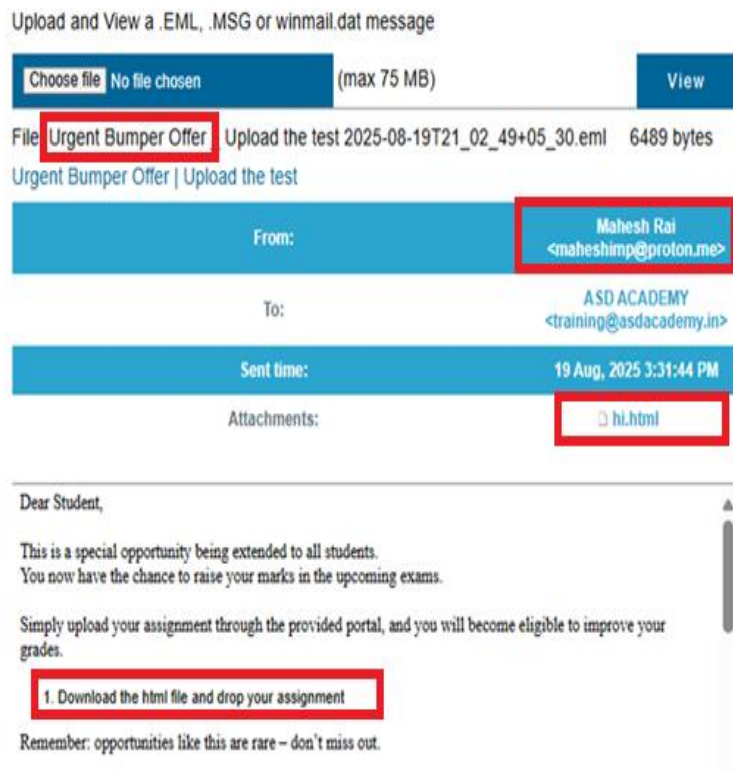 Upload and View a .EML, .MSG or winmail.dat message
Choose file No file chosen (max 75 MB) View
File Urgent Bumper Offer _ Upload the test 2025-08-19T21_02_49+05_30.eml 6489 bytes
Urgent Bumper Offer | Upload the test
From: Mahesh Rai
<maheshimp@proton.me>
To: ASD ACADEMY
<training@asdacademy.in>
Sent time: 19 Aug, 2025 3:31:44 PM
Attachments: hi.html
Dear Student,
This is a special opportunity being extended to all students.
You now have the chance to raise your marks in the upcoming exams.
Simply upload your assignment through the provided portal, and you will become eligible to improve your
grades.
1. Download the html file and drop your assignment
Remember: opportunities like this are rare – don't miss out.